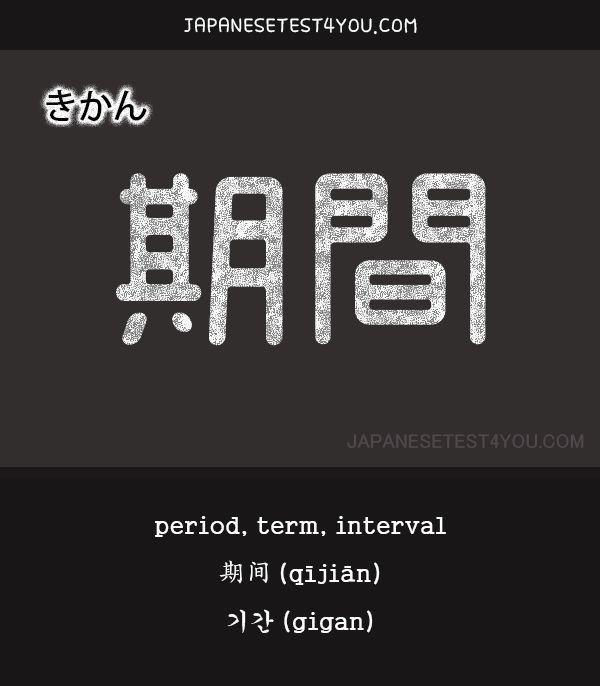 JAPANESETEST4YOU.COM
きかん
期間
JAPANESETEST4YOU.COM
period, term, interval
期间 (qījiān)
기간 (gigan)